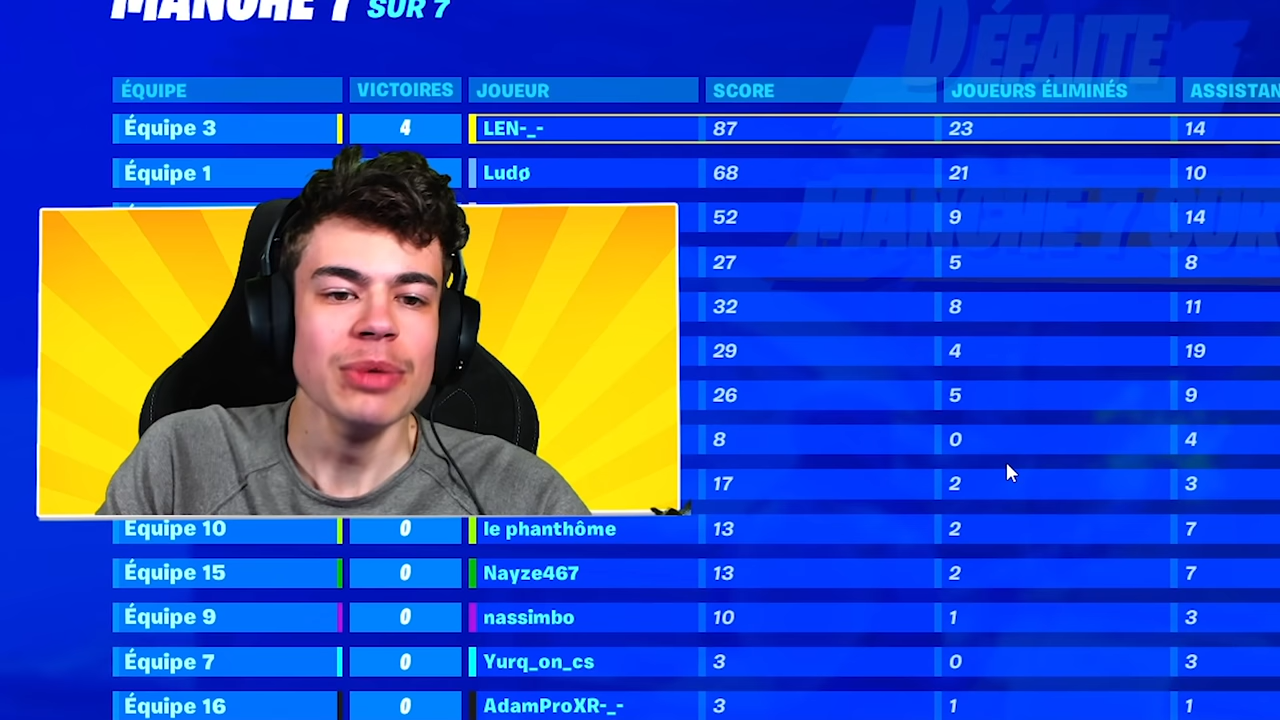 MANCHE 7 SUR 7
DÉFAITE
ÉQUIPE VICTOIRES JOUEUR SCORE JOUEURS ÉLIMINÉS ASSISTAN
Équipe 3 4 LEN-_- 87 23 14
Équipe 1 Ludø 68 21 10
52 9 14
MANCHE 7 SUR
27 5 8
32 8 11
29 4 19
26 5 9
8 0 4
17 2 3
Équipe 10 0 le phanthôme 13 2 7
Équipe 15 0 Nayze467 13 2 7
Équipe 9 0 nassimbo 10 1 3
Équipe 7 0 Yurq_on_cs 3 0 3
Équipe 16 0 AdamProXR-_- 3 1 1